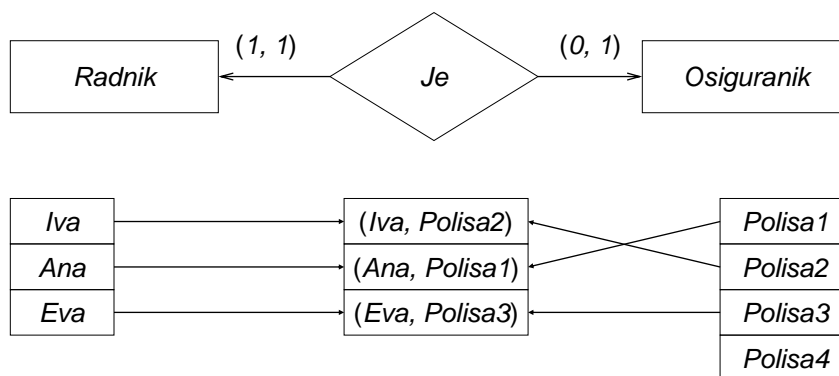 (1, 1) (0, 1)
Radnik Je Osiguranik
Iva (Iva, Polisa2) Polisa1
Ana (Ana, Polisa1) Polisa2
Eva (Eva, Polisa3) Polisa3
Polisa4